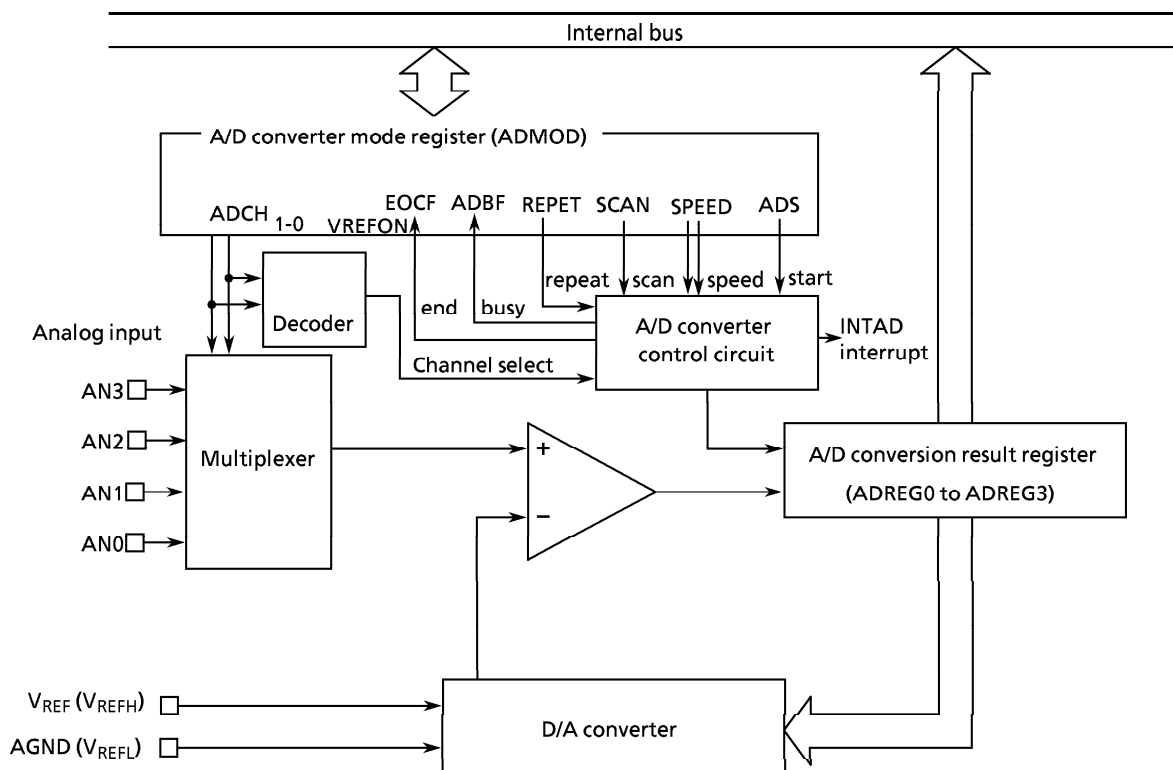 Internal bus
A/D converter mode register (ADMOD)
EOCF ADBF REPET SCAN SPEED ADS
ADCH 1-0 VREFON
repeat scan speed start
end busy
Decoder
A/D converter
control circuit
INTAD
interrupt
Analog input
Channel select
AN3
AN2
Multiplexer
+
A/D conversion result register
(ADREG0 to ADREG3)
AN1
−
AN0
VREF (VREFH)
D/A converter
AGND (VREFL)